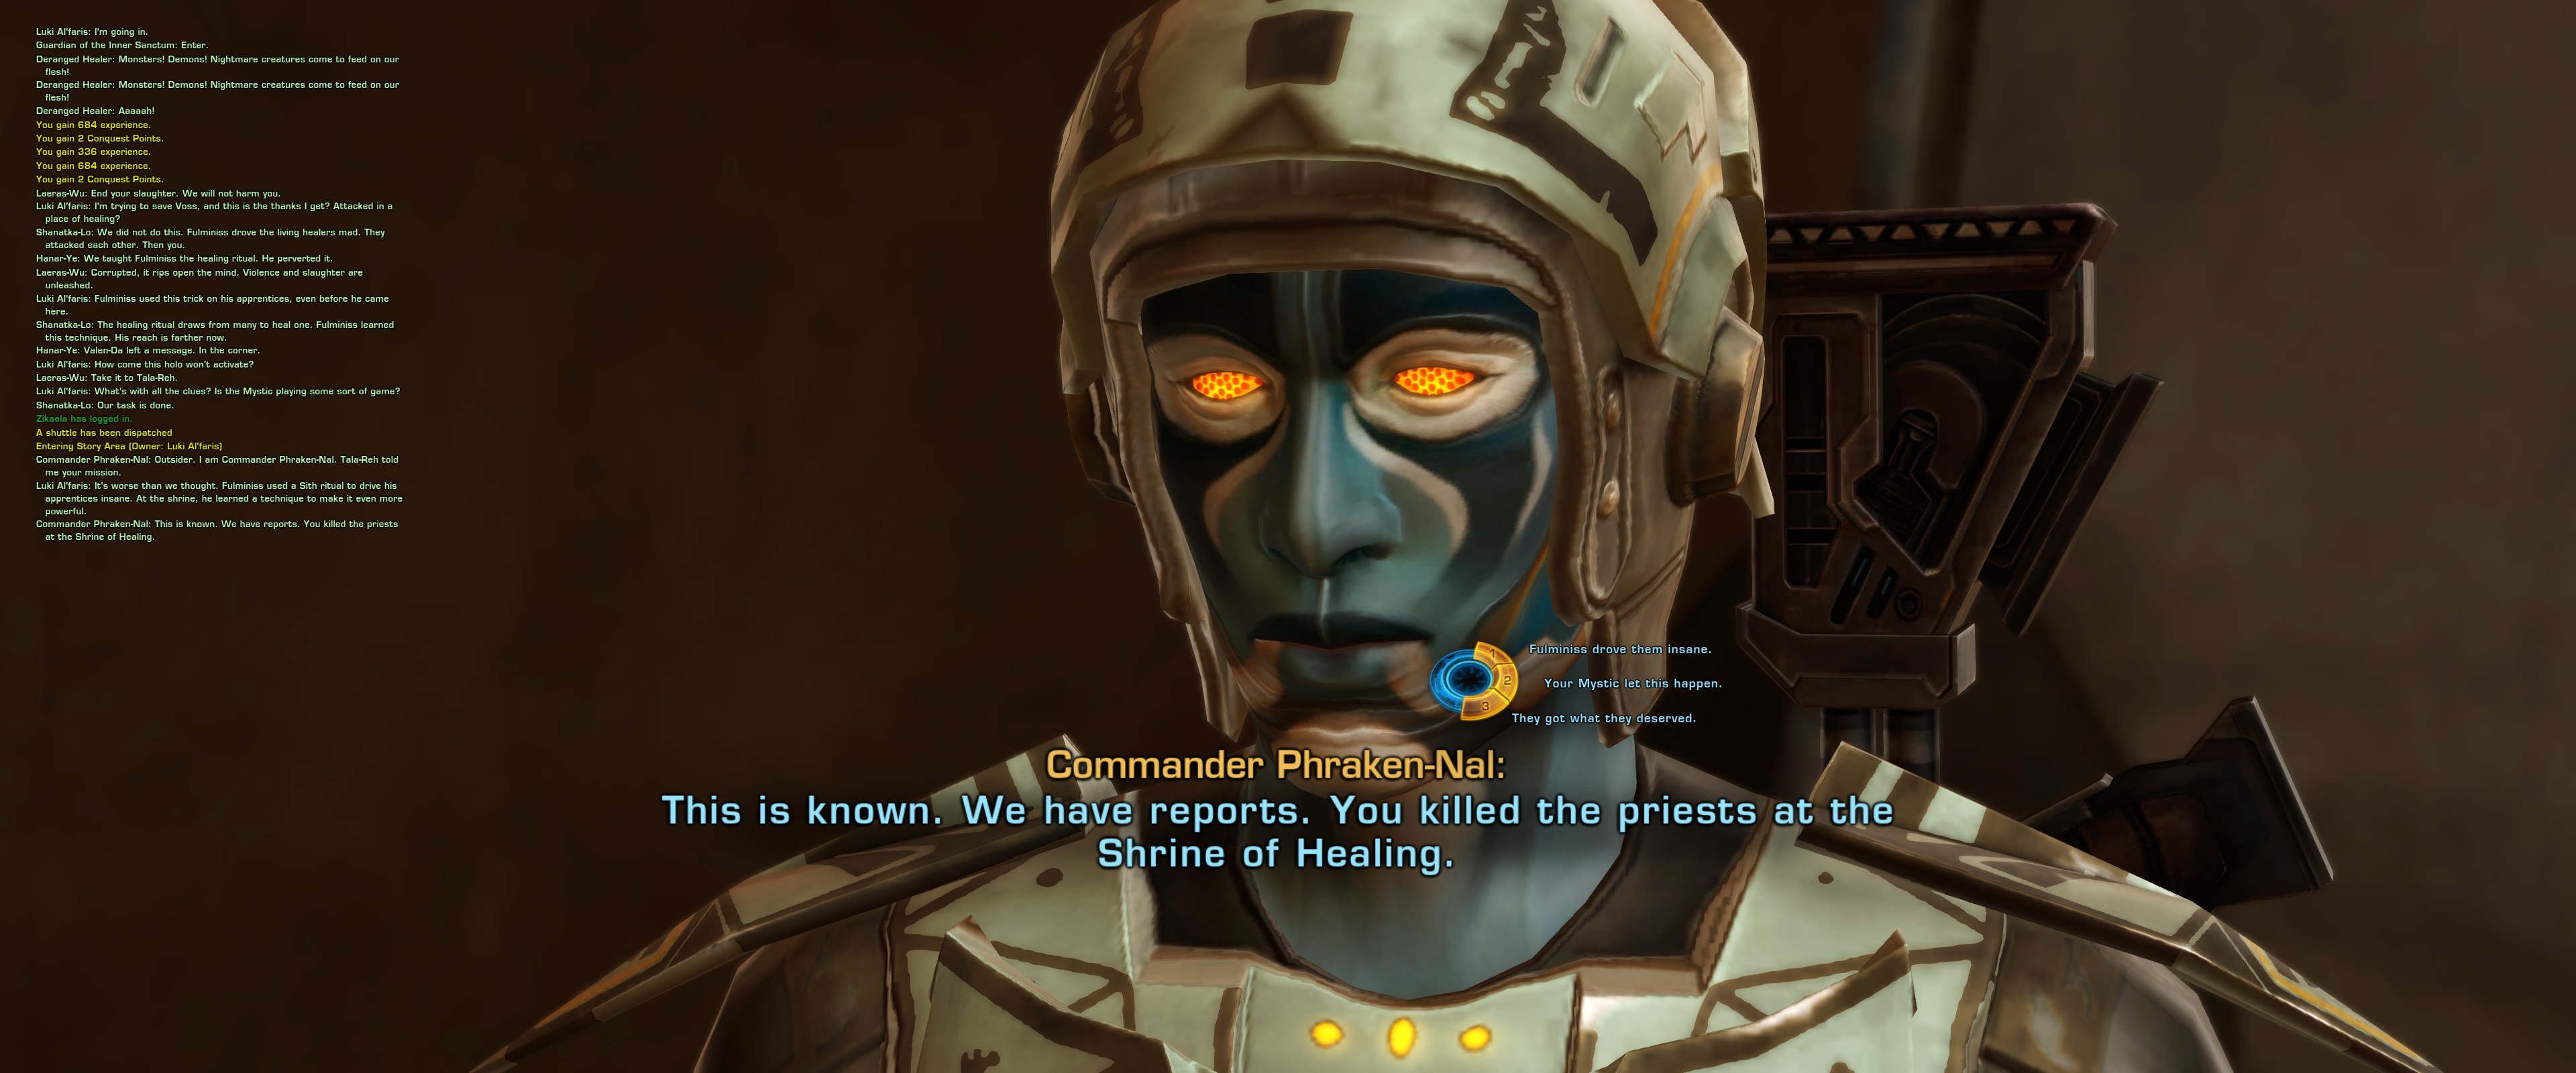 Luki Al'faris: I'm going in.
Guardian of the Inner Sanctum: Enter.
Deranged Healer: Monsters! Demons! Nightmare creatures come to feed on our
flesh!
Deranged Healer: Monsters! Demons! Nightmare creatures come to feed on our
flesh!
Deranged Healer: Aaaaah!
You gain 684 experience.
You gain 2 Conquest Points.
You gain 336 experience.
You gain 684 experience.
You gain 2 Conquest Points.
Laeras-Wu: End your slaughter. We will not harm you.
Luki Al'faris: I'm trying to save Voss, and this is the thanks I get? Attacked in a
place of healing?
Shanatka-Lo: We did not do this. Fulminiss drove the living healers mad. They
attacked each other. Then you.
Hanar-Ye: We taught Fulminiss the healing ritual. He perverted it.
Laeras-Wu: Corrupted, it rips open the mind. Violence and slaughter are
unleashed.
Luki Al'faris: Fulminiss used this trick on his apprentices, even before he came
here.
Shanatka-Lo: The healing ritual draws from many to heal one. Fulminiss learned
this technique. His reach is farther now.
Hanar-Ye: Valen-Da left a message. In the corner.
Luki Al'faris: How come this holo won't activate?
Laeras-Wu: Take it to Tala-Reh.
Luki Al'faris: What's with all the clues? Is the Mystic playing some sort of game?
Shanatka-Lo: Our task is done.
Zikaela has logged in.
A shuttle has been dispatched
Entering Story Area (Owner: Luki Al'faris)
Commander Phraken-Nal: Outsider. I am Commander Phraken-Nal. Tala-Reh told
me your mission.
Luki Al'faris: It's worse than we thought. Fulminiss used a Sith ritual to drive his
apprentices insane. At the shrine, he learned a technique to make it even more
powerful.
Commander Phraken-Nal: This is known. We have reports. You killed the priests
at the Shrine of Healing.
1 Fulminiss drove them insane.
2 Your Mystic let this happen.
3 They got what they deserved.
Commander Phraken-Nal:
This is known. We have reports. You killed the priests at the
Shrine of Healing.